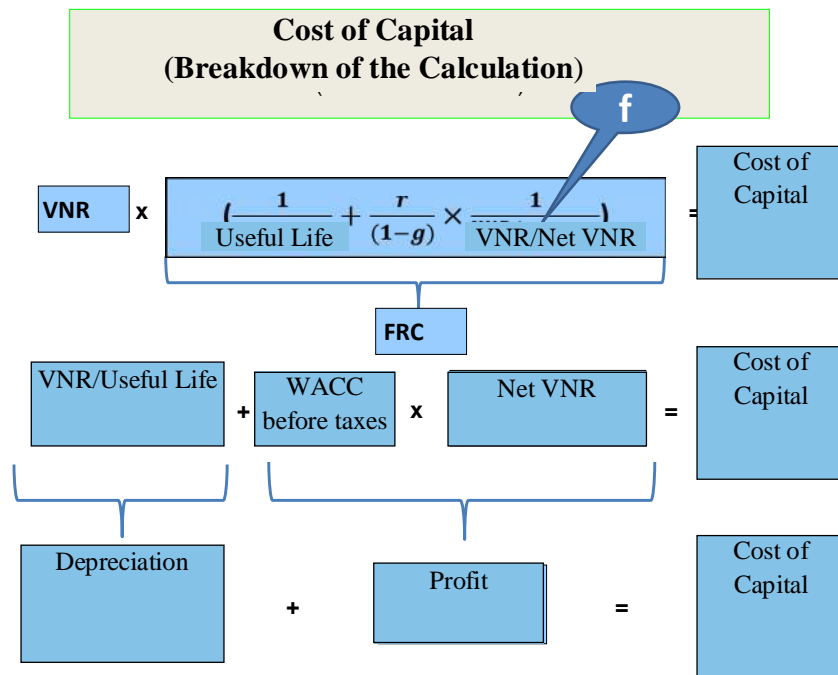 Cost of Capital
(Breakdown of the Calculation)
f
VNR x ( 1 / Useful Life + r / (1−g) × 1 / VNR/Net VNR ) = Cost of
Capital
FRC
VNR/Useful Life + WACC
before taxes x Net VNR = Cost of
Capital
Depreciation + Profit = Cost of
Capital